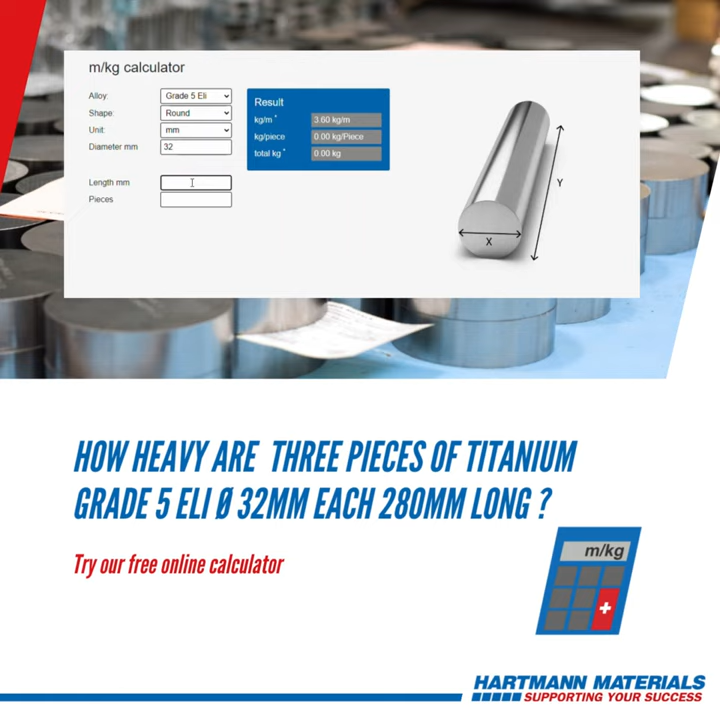 m/kg calculator
Alloy: Grade 5 Eli
Shape: Round
Unit: mm
Diameter mm 32
Length mm
Pieces
Result
kg/m * 3.60 kg/m
kg/piece 0.00 kg/Piece
total kg * 0.00 kg
Y
X
HOW HEAVY ARE THREE PIECES OF TITANIUM
GRADE 5 ELI Ø 32MM EACH 280MM LONG ?
Try our free online calculator
m/kg
HARTMANN MATERIALS
SUPPORTING YOUR SUCCESS